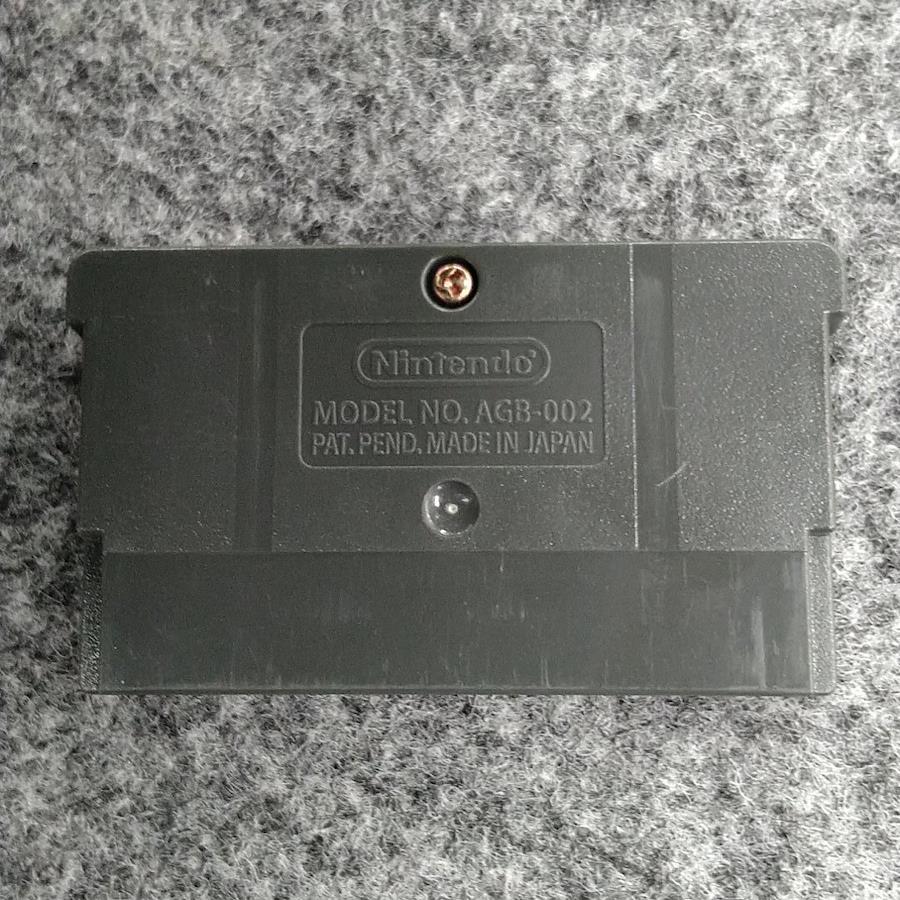 Nintendo
MODEL NO. AGB-002
PAT. PEND. MADE IN JAPAN